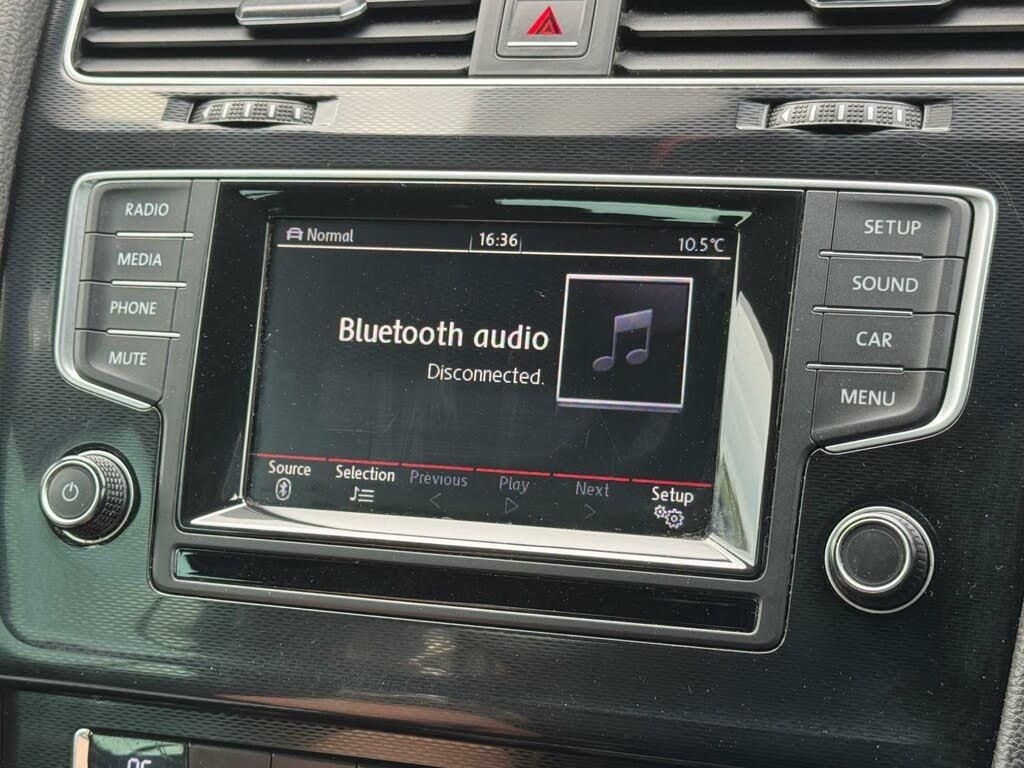 RADIO
MEDIA
PHONE
MUTE
Normal
16:36
10.5°C
Bluetooth audio
Disconnected.
Source
Selection
Previous
Play
Next
Setup
SETUP
SOUND
CAR
MENU